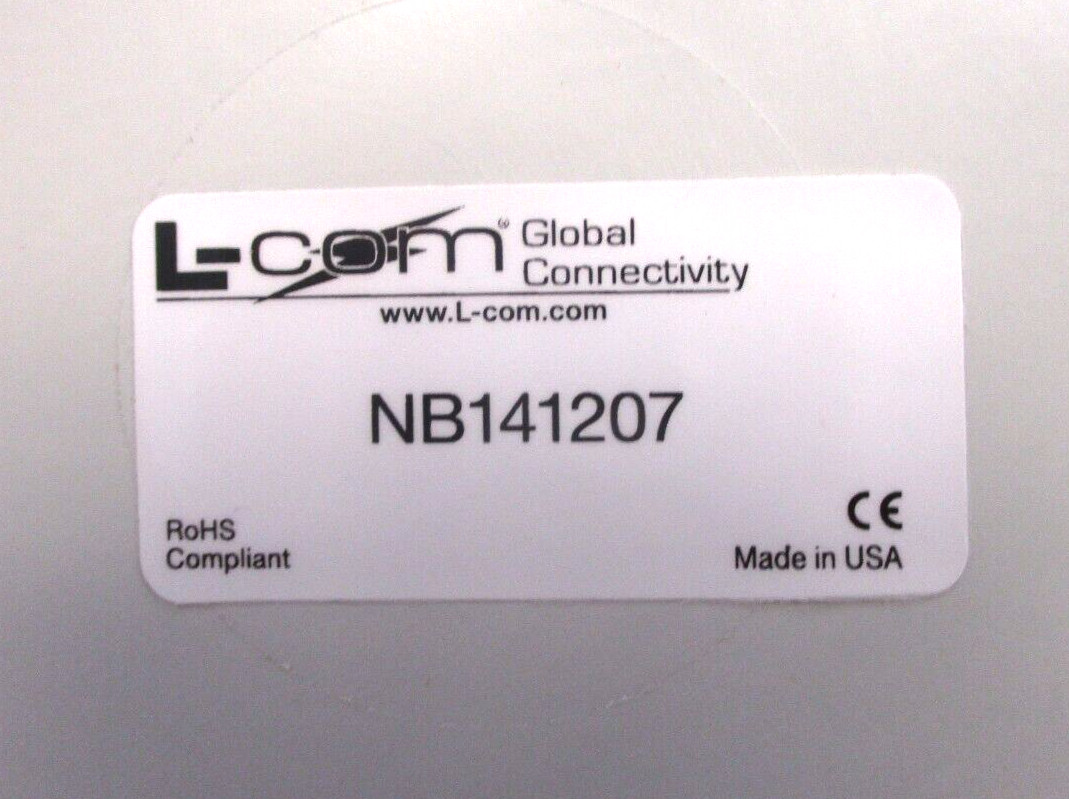 L-com® Global
Connectivity
www.L-com.com
NB141207
RoHS
Compliant
CE
Made in USA